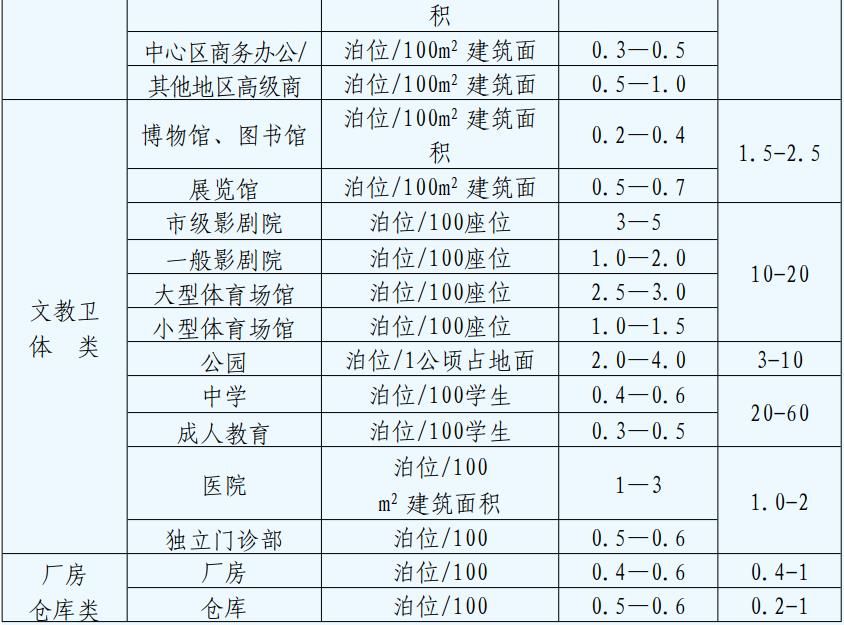 积
中心区商务办公/ 泊位/100m² 建筑面 0.3—0.5
其他地区高级商 泊位/100m² 建筑面 0.5—1.0
博物馆、图书馆 泊位/100m² 建筑面
积 0.2—0.4 1.5-2.5
展览馆 泊位/100m² 建筑面 0.5—0.7
市级影剧院 泊位/100座位 3—5
一般影剧院 泊位/100座位 1.0—2.0 10-20
大型体育场馆 泊位/100座位 2.5—3.0
文教卫
体 类
小型体育场馆 泊位/100座位 1.0—1.5
公园 泊位/1公顷占地面 2.0—4.0 3-10
中学 泊位/100学生 0.4—0.6 20-60
成人教育 泊位/100学生 0.3—0.5
医院 泊位/100
m² 建筑面积 1—3 1.0-2
独立门诊部 泊位/100 0.5—0.6
厂房
仓库类
厂房 泊位/100 0.4—0.6 0.4-1
仓库 泊位/100 0.5—0.6 0.2-1